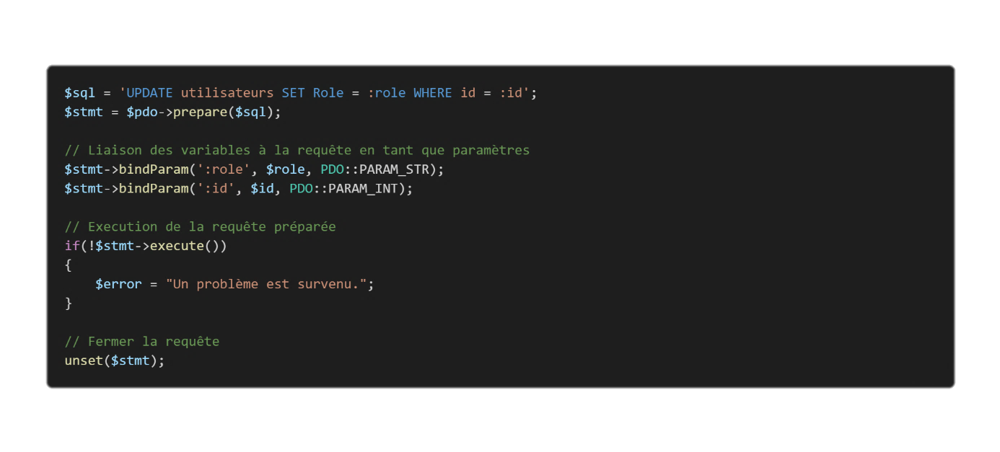 $sql = 'UPDATE utilisateurs SET Role = :role WHERE id = :id';
$stmt = $pdo->prepare($sql);
// Liaison des variables à la requête en tant que paramètres
$stmt->bindParam(':role', $role, PDO::PARAM_STR);
$stmt->bindParam(':id', $id, PDO::PARAM_INT);
// Execution de la requête préparée
if(!$stmt->execute())
{
    $error = "Un problème est survenu.";
}
// Fermer la requête
unset($stmt);